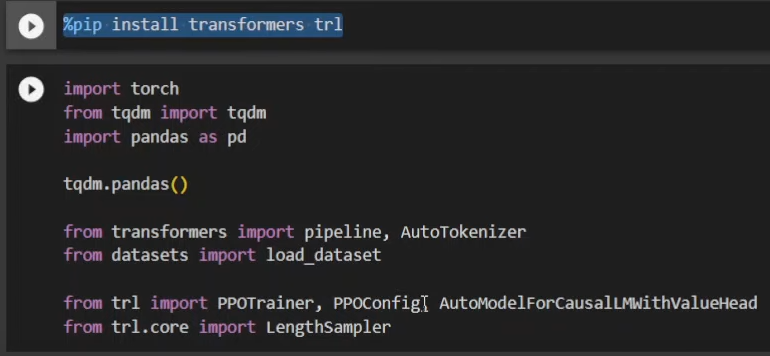 %pip install transformers trl
import torch
from tqdm import tqdm
import pandas as pd
tqdm.pandas()
from transformers import pipeline, AutoTokenizer
from datasets import load_dataset
from trl import PPOTrainer, PPOConfig, AutoModelForCausalLMWithValueHead
from trl.core import LengthSampler